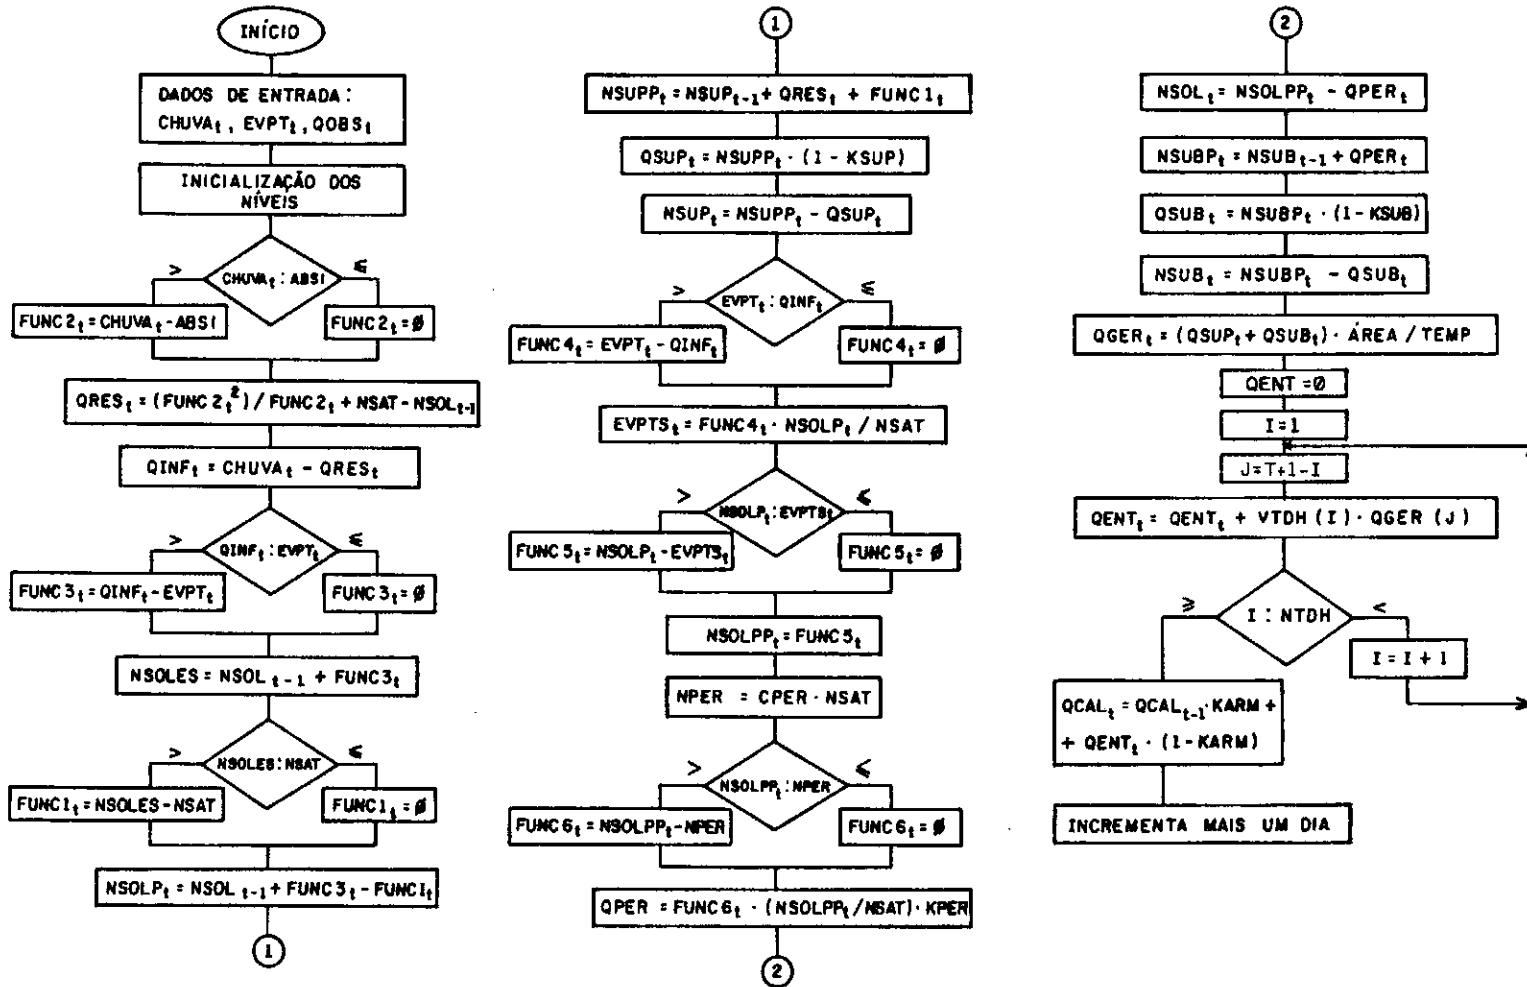 INÍCIO
DADOS DE ENTRADA:
CHUVAₜ, EVPTₜ, QOBSₜ
INICIALIZAÇÃO DOS
NÍVEIS
CHUVAₜ : ABSI
>
≤
FUNC2ₜ = CHUVAₜ - ABSI
FUNC2ₜ = Ø
QRESₜ = (FUNC2ₜ²) / FUNC2ₜ + NSAT - NSOLₜ₋₁
QINFₜ = CHUVAₜ - QRESₜ
QINFₜ : EVPTₜ
>
≤
FUNC3ₜ = QINFₜ - EVPTₜ
FUNC3ₜ = Ø
NSOLES = NSOLₜ₋₁ + FUNC3ₜ
NSOLES : NSAT
>
≤
FUNC1ₜ = NSOLES - NSAT
FUNC1ₜ = Ø
NSOLPₜ = NSOLₜ₋₁ + FUNC3ₜ - FUNC1ₜ
1
1
NSUPPₜ = NSUPₜ₋₁ + QRESₜ + FUNC1ₜ
QSUPₜ = NSUPPₜ · (1 - KSUP)
NSUPₜ = NSUPPₜ - QSUPₜ
EVPTₜ : QINFₜ
>
≤
FUNC4ₜ = EVPTₜ - QINFₜ
FUNC4ₜ = Ø
EVPTSₜ = FUNC4ₜ · NSOLPₜ / NSAT
NSOLPₜ : EVPTSₜ
>
≤
FUNC5ₜ = NSOLPₜ - EVPTSₜ
FUNC5ₜ = Ø
NSOLPPₜ = FUNC5ₜ
NPER = CPER · NSAT
NSOLPPₜ : NPER
>
≤
FUNC6ₜ = NSOLPPₜ - NPER
FUNC6ₜ = Ø
QPER = FUNC6ₜ · (NSOLPPₜ / NSAT) · KPER
2
2
NSOLₜ = NSOLPPₜ - QPERₜ
NSUBPₜ = NSUBₜ₋₁ + QPERₜ
QSUBₜ = NSUBPₜ · (1 - KSUB)
NSUBₜ = NSUBPₜ - QSUBₜ
QGERₜ = (QSUPₜ + QSUBₜ) · ÁREA / TEMP
QENT = Ø
I = 1
J = T + 1 - I
QENTₜ = QENTₜ + VTDH (I) · QGER (J)
I : NTDH
≥
<
I = I + 1
QCALₜ = QCALₜ₋₁ · KARM +
+ QENTₜ · (1 - KARM)
INCREMENTA MAIS UM DIA